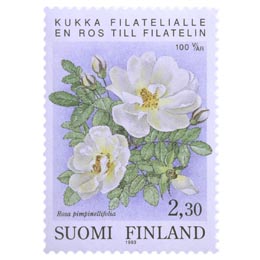 KUKKA FILATELIALLE
EN ROS TILL FILATELIN
100 V/ÅR
Rosa pimpinellifolia
2,30
SUOMI FINLAND
1993